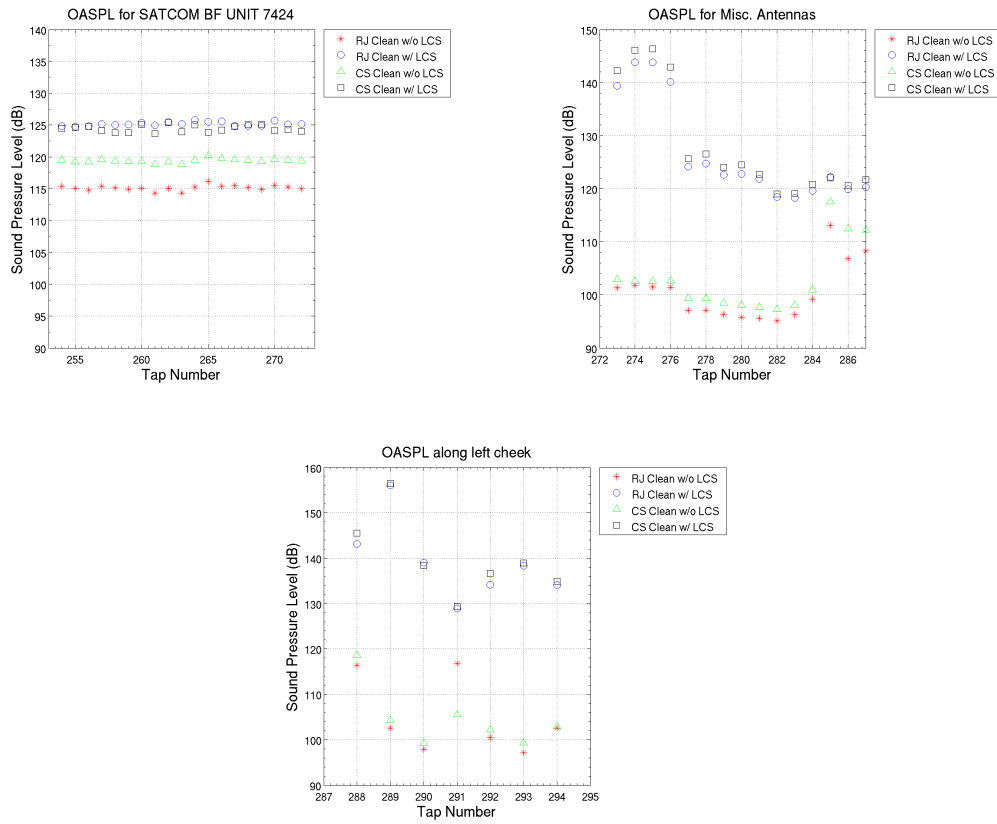 OASPL for SATCOM BF UNIT 7424
140
135
130
125
120
115
110
105
100
95
90
Sound Pressure Level (dB)
255 260 265 270
Tap Number
RJ Clean w/o LCS
RJ Clean w/ LCS
CS Clean w/o LCS
CS Clean w/ LCS
OASPL for Misc. Antennas
150
140
130
120
110
100
90
Sound Pressure Level (dB)
272 274 276 278 280 282 284 286
Tap Number
RJ Clean w/o LCS
RJ Clean w/ LCS
CS Clean w/o LCS
CS Clean w/ LCS
OASPL along left cheek
160
150
140
130
120
110
100
90
Sound Pressure Level (dB)
287 288 289 290 291 292 293 294 295
Tap Number
RJ Clean w/o LCS
RJ Clean w/ LCS
CS Clean w/o LCS
CS Clean w/ LCS